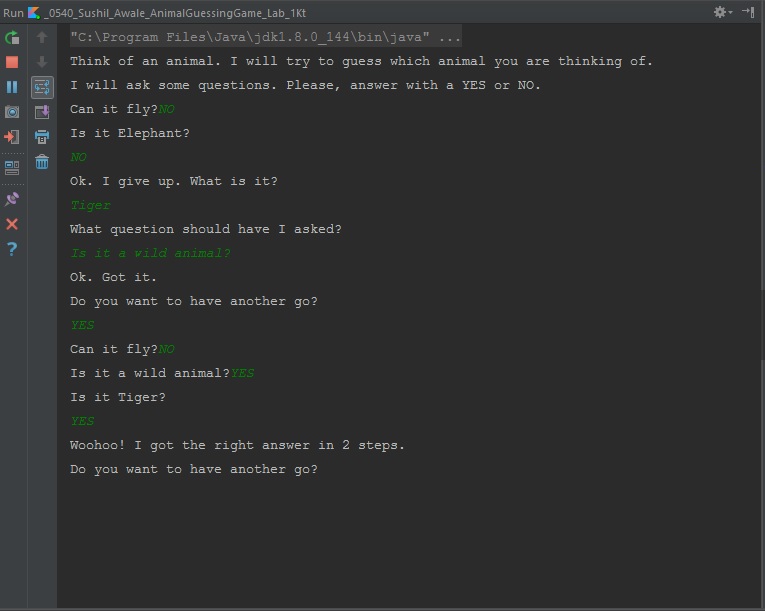 Run _0540_Sushil_Awale_AnimalGuessingGame_Lab_1Kt
"C:\Program Files\Java\jdk1.8.0_144\bin\java" ...
Think of an animal. I will try to guess which animal you are thinking of.
I will ask some questions. Please, answer with a YES or NO.
Can it fly?NO
Is it Elephant?
NO
Ok. I give up. What is it?
Tiger
What question should have I asked?
Is it a wild animal?
Ok. Got it.
Do you want to have another go?
YES
Can it fly?NO
Is it a wild animal?YES
Is it Tiger?
YES
Woohoo! I got the right answer in 2 steps.
Do you want to have another go?